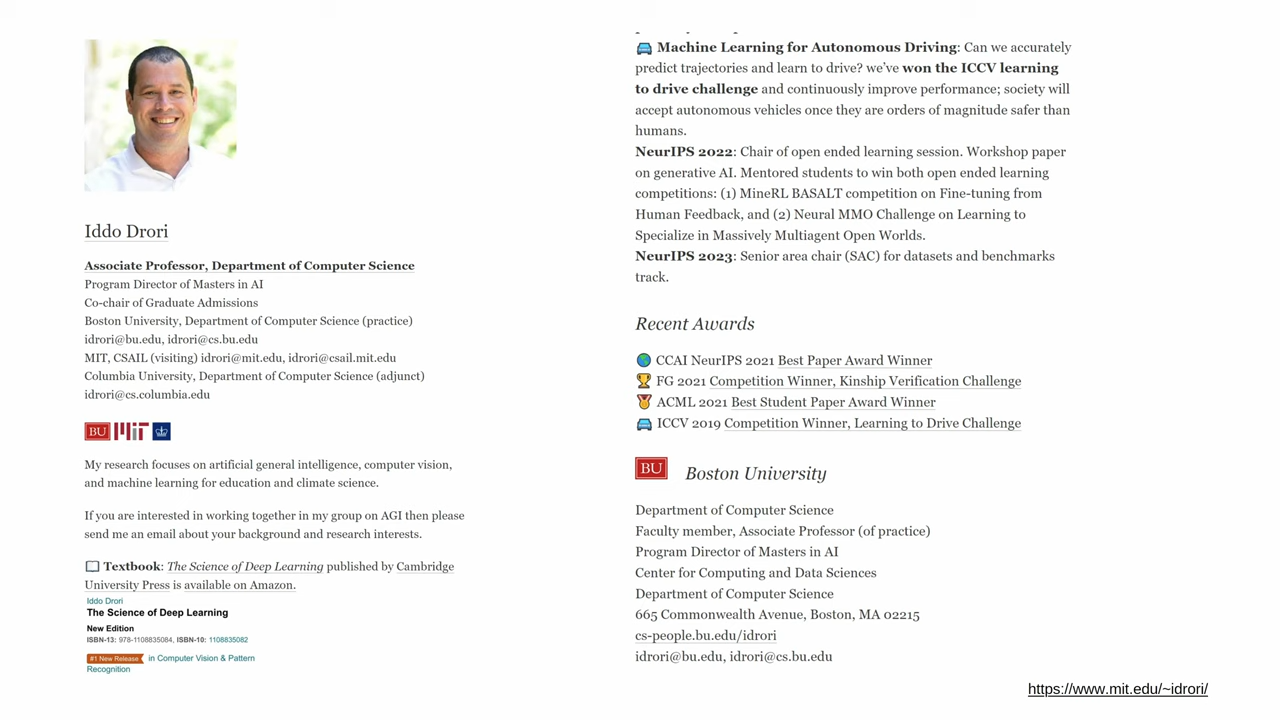 Iddo Drori
Associate Professor, Department of Computer Science
Program Director of Masters in AI
Co-chair of Graduate Admissions
Boston University, Department of Computer Science (practice)
idrori@bu.edu, idrori@cs.bu.edu
MIT, CSAIL (visiting) idrori@mit.edu, idrori@csail.mit.edu
Columbia University, Department of Computer Science (adjunct)
idrori@cs.columbia.edu
BU MIT
My research focuses on artificial general intelligence, computer vision,
and machine learning for education and climate science.
If you are interested in working together in my group on AGI then please
send me an email about your background and research interests.
Textbook: The Science of Deep Learning published by Cambridge
University Press is available on Amazon.
Iddo Drori
The Science of Deep Learning
New Edition
ISBN-13: 978-1108835084, ISBN-10: 1108835082
#1 New Release in Computer Vision & Pattern
Recognition
Machine Learning for Autonomous Driving: Can we accurately
predict trajectories and learn to drive? we've won the ICCV learning
to drive challenge and continuously improve performance; society will
accept autonomous vehicles once they are orders of magnitude safer than
humans.
NeurIPS 2022: Chair of open ended learning session. Workshop paper
on generative AI. Mentored students to win both open ended learning
competitions: (1) MineRL BASALT competition on Fine-tuning from
Human Feedback, and (2) Neural MMO Challenge on Learning to
Specialize in Massively Multiagent Open Worlds.
NeurIPS 2023: Senior area chair (SAC) for datasets and benchmarks
track.
Recent Awards
CCAI NeurIPS 2021 Best Paper Award Winner
FG 2021 Competition Winner, Kinship Verification Challenge
ACML 2021 Best Student Paper Award Winner
ICCV 2019 Competition Winner, Learning to Drive Challenge
BU Boston University
Department of Computer Science
Faculty member, Associate Professor (of practice)
Program Director of Masters in AI
Center for Computing and Data Sciences
Department of Computer Science
665 Commonwealth Avenue, Boston, MA 02215
cs-people.bu.edu/idrori
idrori@bu.edu, idrori@cs.bu.edu
https://www.mit.edu/~idrori/